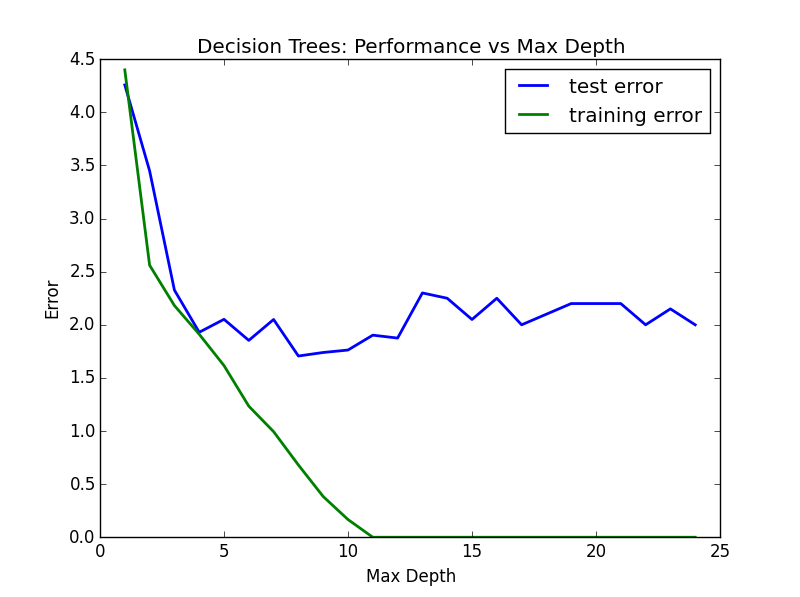 Decision Trees: Performance vs Max Depth
test error
training error
4.5
4.0
3.5
3.0
2.5
2.0
1.5
1.0
0.5
0.0
Error
0 5 10 15 20 25
Max Depth